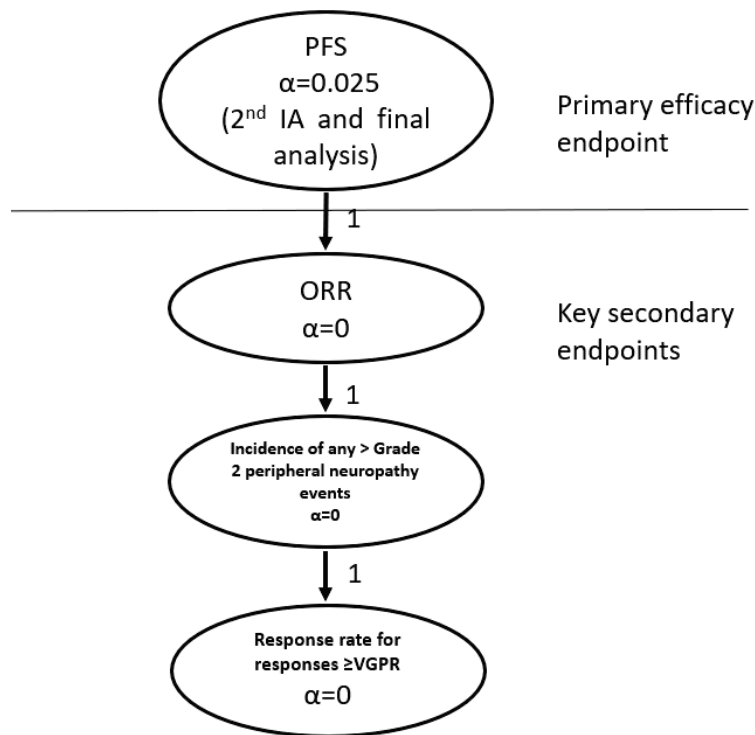 PFS
α=0.025
(2nd IA and final
analysis)
Primary efficacy
endpoint
1
ORR
α=0
Key secondary
endpoints
1
Incidence of any > Grade
2 peripheral neuropathy
events
α=0
1
Response rate for
responses ≥VGPR
α=0